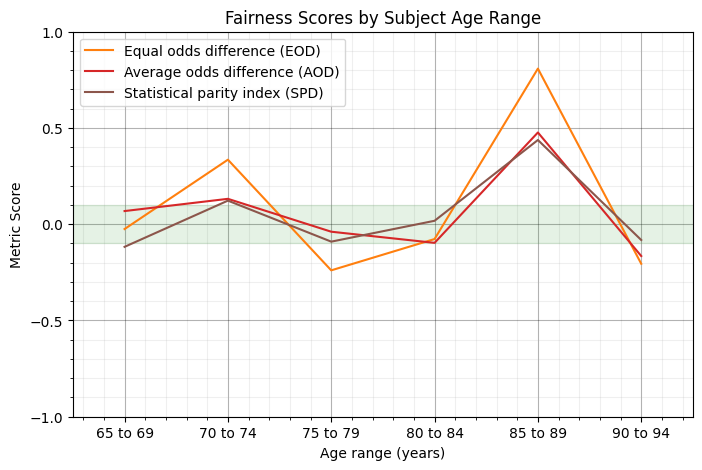 Fairness Scores by Subject Age Range
Equal odds difference (EOD)
Average odds difference (AOD)
Statistical parity index (SPD)
1.0
0.5
0.0
−0.5
−1.0
Metric Score
65 to 69 70 to 74 75 to 79 80 to 84 85 to 89 90 to 94
Age range (years)